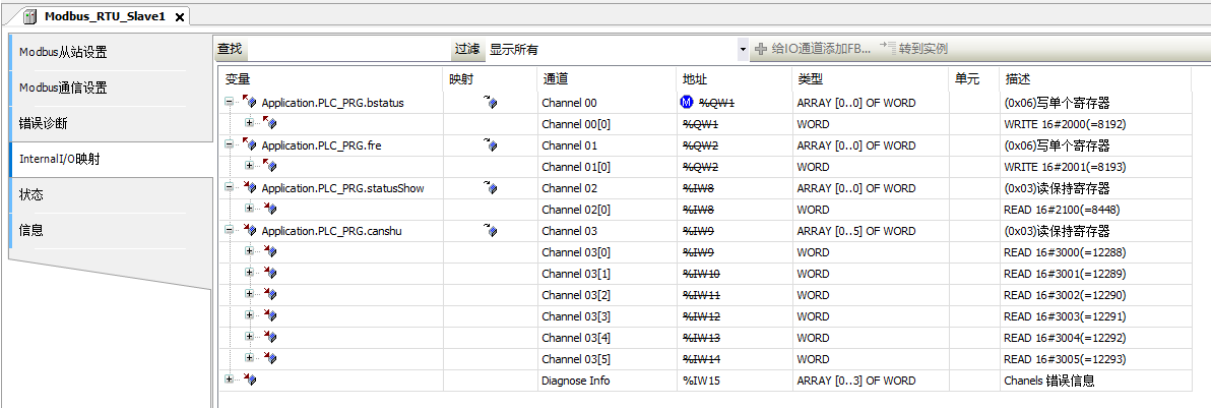 Modbus_RTU_Slave1 x
Modbus从站设置
Modbus通信设置
错误诊断
InternalI/O映射
状态
信息
查找 过滤 显示所有 给IO通道添加FB... 转到实例
变量 映射 通道 地址 类型 单元 描述
Application.PLC_PRG.bstatus Channel 00 M %QW1 ARRAY [0..0] OF WORD (0x06)写单个寄存器
Channel 00[0] %QW1 WORD WRITE 16#2000(=8192)
Application.PLC_PRG.fre Channel 01 %QW2 ARRAY [0..0] OF WORD (0x06)写单个寄存器
Channel 01[0] %QW2 WORD WRITE 16#2001(=8193)
Application.PLC_PRG.statusShow Channel 02 %IW8 ARRAY [0..0] OF WORD (0x03)读保持寄存器
Channel 02[0] %IW8 WORD READ 16#2100(=8448)
Application.PLC_PRG.canshu Channel 03 %IW9 ARRAY [0..5] OF WORD (0x03)读保持寄存器
Channel 03[0] %IW9 WORD READ 16#3000(=12288)
Channel 03[1] %IW10 WORD READ 16#3001(=12289)
Channel 03[2] %IW11 WORD READ 16#3002(=12290)
Channel 03[3] %IW12 WORD READ 16#3003(=12291)
Channel 03[4] %IW13 WORD READ 16#3004(=12292)
Channel 03[5] %IW14 WORD READ 16#3005(=12293)
Diagnose Info %IW15 ARRAY [0..3] OF WORD Chanels 错误信息